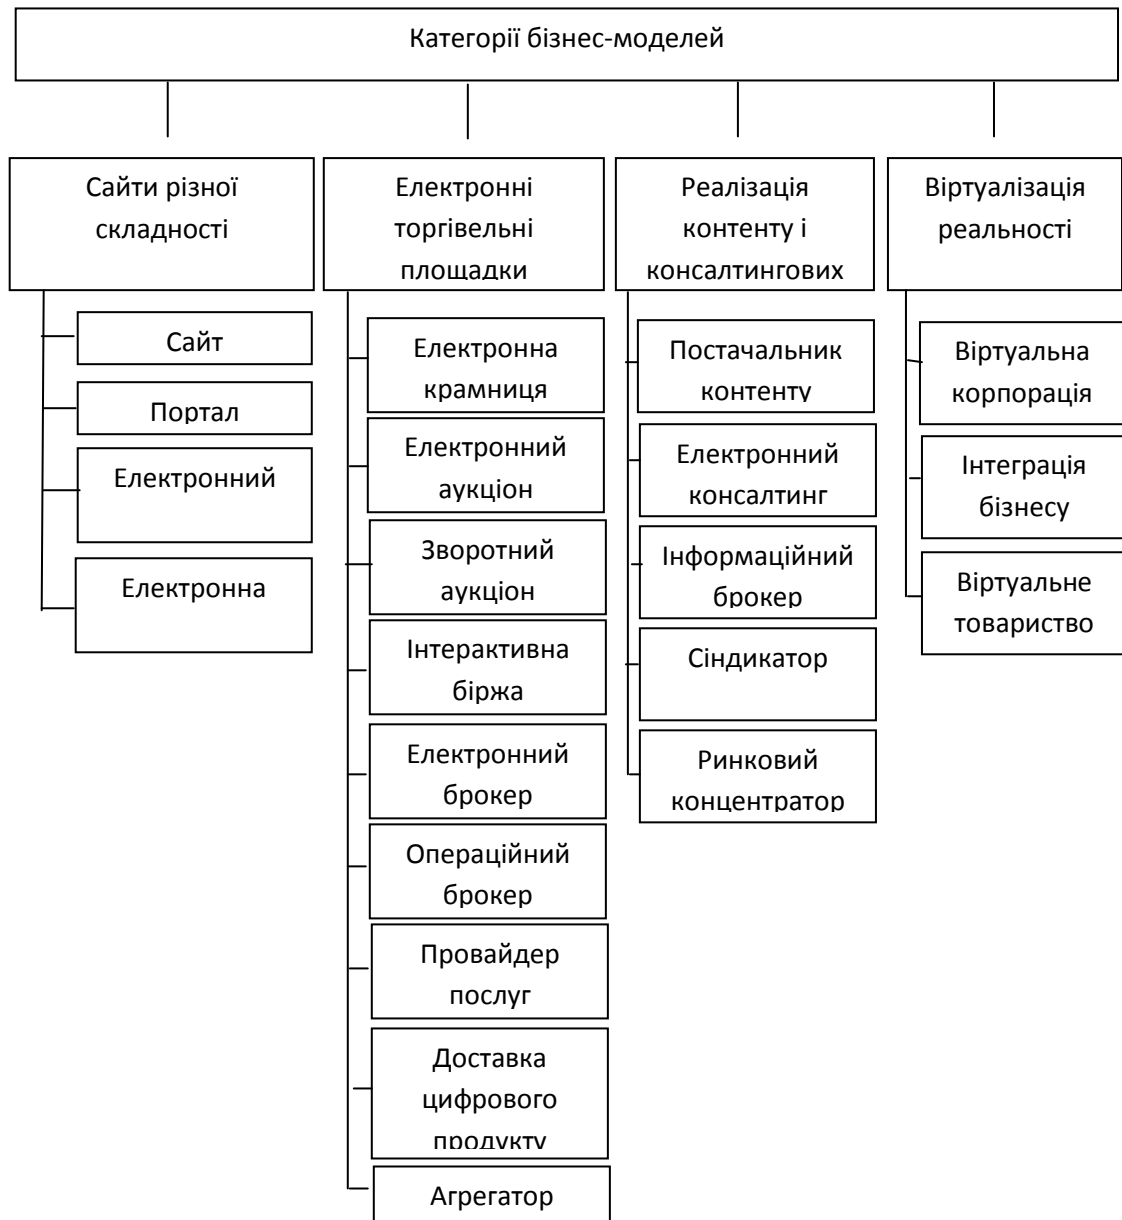 Категорії бізнес-моделей
Сайти різної
складності
Сайт
Портал
Електронний
Електронна
Електронні
торгівельні
площадки
Електронна
крамниця
Електронний
аукціон
Зворотний
аукціон
Інтерактивна
біржа
Електронний
брокер
Операційний
брокер
Провайдер
послуг
Доставка
цифрового
продукту
Агрегатор
Реалізація
контенту і
консалтингових
Постачальник
контенту
Електронний
консалтинг
Інформаційний
брокер
Сіндикатор
Ринковий
концентратор
Віртуалізація
реальності
Віртуальна
корпорація
Інтеграція
бізнесу
Віртуальне
товариство